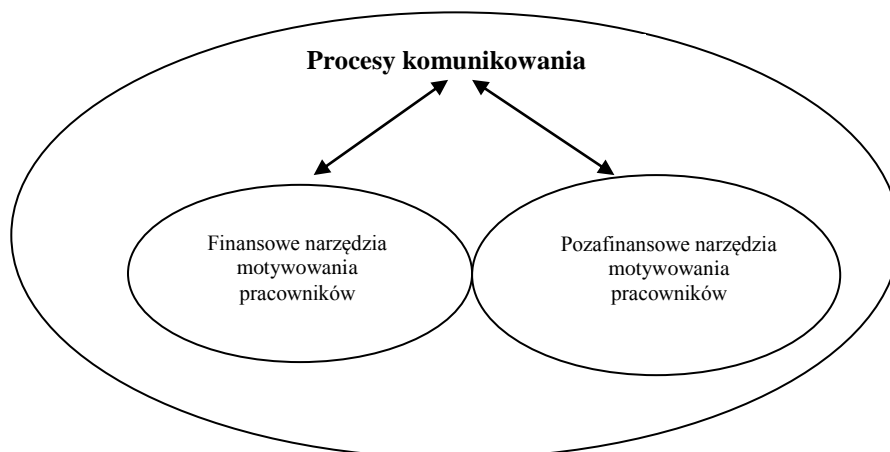 Procesy komunikowania
Finansowe narzędzia
motywowania
pracowników
Pozafinansowe narzędzia
motywowania
pracowników